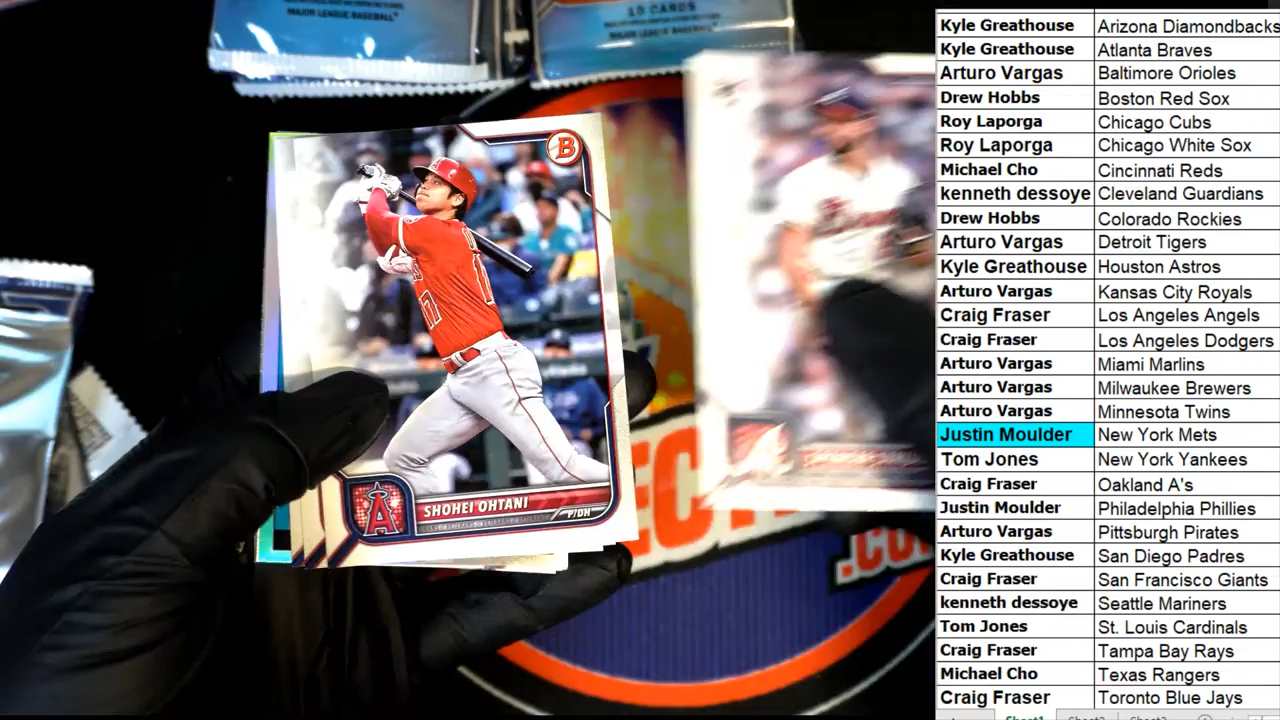 MAJOR LEAGUE BASEBALL
10 CARDS
MAJOR LEAGUE BASEBALL
B
17
A
SHOHEI OHTANI
P/DH
.CO
Kyle Greathouse Arizona Diamondbacks
Kyle Greathouse Atlanta Braves
Arturo Vargas Baltimore Orioles
Drew Hobbs Boston Red Sox
Roy Laporga Chicago Cubs
Roy Laporga Chicago White Sox
Michael Cho Cincinnati Reds
kenneth dessoye Cleveland Guardians
Drew Hobbs Colorado Rockies
Arturo Vargas Detroit Tigers
Kyle Greathouse Houston Astros
Arturo Vargas Kansas City Royals
Craig Fraser Los Angeles Angels
Craig Fraser Los Angeles Dodgers
Arturo Vargas Miami Marlins
Arturo Vargas Milwaukee Brewers
Arturo Vargas Minnesota Twins
Justin Moulder New York Mets
Tom Jones New York Yankees
Craig Fraser Oakland A's
Justin Moulder Philadelphia Phillies
Arturo Vargas Pittsburgh Pirates
Kyle Greathouse San Diego Padres
Craig Fraser San Francisco Giants
kenneth dessoye Seattle Mariners
Tom Jones St. Louis Cardinals
Craig Fraser Tampa Bay Rays
Michael Cho Texas Rangers
Craig Fraser Toronto Blue Jays